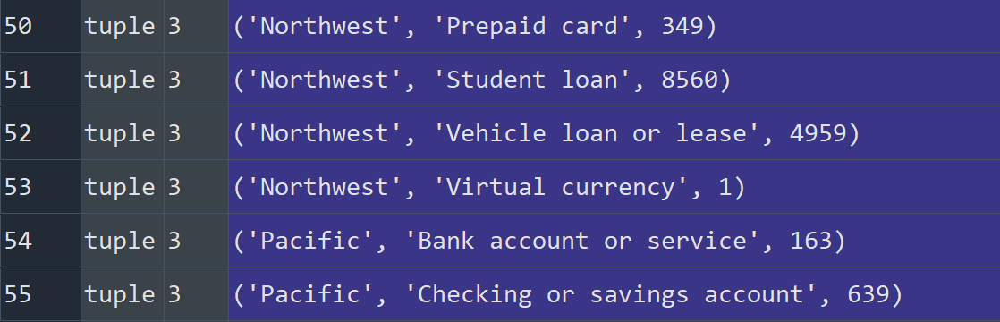 50 tuple 3 ('Northwest', 'Prepaid card', 349)
51 tuple 3 ('Northwest', 'Student loan', 8560)
52 tuple 3 ('Northwest', 'Vehicle loan or lease', 4959)
53 tuple 3 ('Northwest', 'Virtual currency', 1)
54 tuple 3 ('Pacific', 'Bank account or service', 163)
55 tuple 3 ('Pacific', 'Checking or savings account', 639)